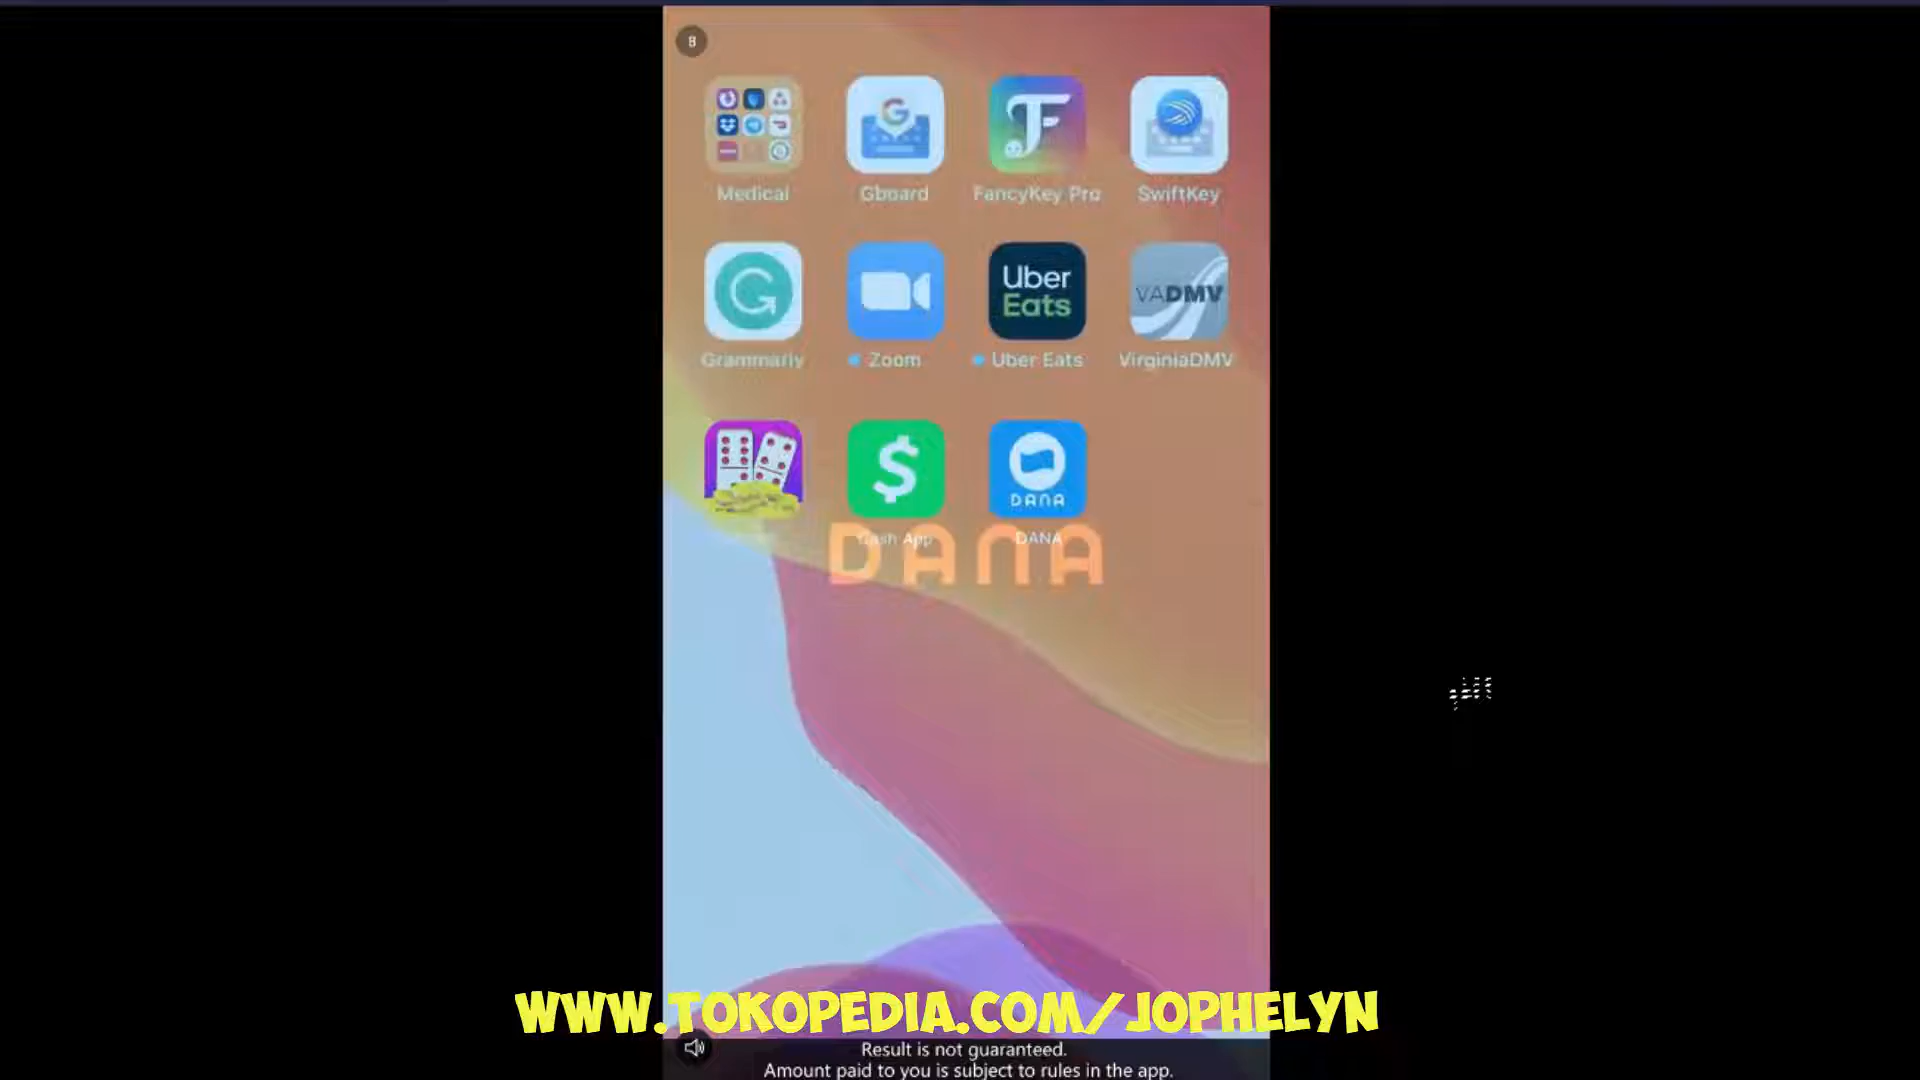 8
Medical
Gboard
FancyKey Pro
SwiftKey
Uber
Eats
VADMV
Grammarly
Zoom
Uber Eats
VirginiaDMV
$
DANA
Cash App
DANA
DANA
WWW.TOKOPEDIA.COM/JOPHELYN
Result is not guaranteed.
Amount paid to you is subject to rules in the app.